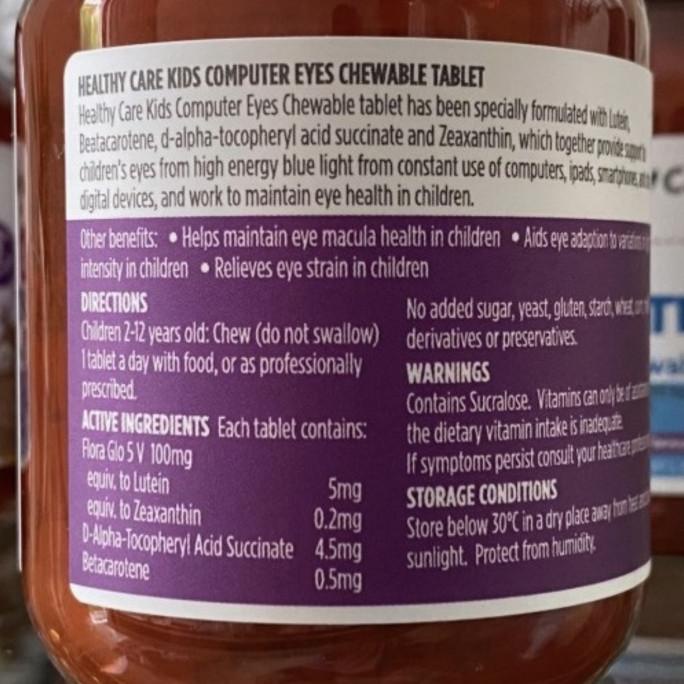 HEALTHY CARE KIDS COMPUTER EYES CHEWABLE TABLET
Healthy Care Kids Computer Eyes Chewable tablet has been specially formulated with Lutein,
Beatacarotene, d-alpha-tocopheryl acid succinate and Zeaxanthin, which together provide support to
children's eyes from high energy blue light from constant use of computers, ipads, smartphones, and
digital devices, and work to maintain eye health in children.
Other benefits: • Helps maintain eye macula health in children • Aids eye adaption to
intensity in children • Relieves eye strain in children
DIRECTIONS
Children 2-12 years old: Chew (do not swallow)
1 tablet a day with food, or as professionally
prescribed.
ACTIVE INGREDIENTS Each tablet contains:
Flora Glo 5 V 100mg
equiv. to Lutein 5mg
equiv. to Zeaxanthin 0.2mg
D-Alpha-Tocopheryl Acid Succinate 4.5mg
Betacarotene 0.5mg
No added sugar, yeast, gluten, starch, wheat,
derivatives or preservatives.
WARNINGS
Contains Sucralose. Vitamins can only be of
the dietary vitamin intake is inadequate.
If symptoms persist consult your healthcare
STORAGE CONDITIONS
Store below 30°C in a dry place away from heat
sunlight. Protect from humidity.